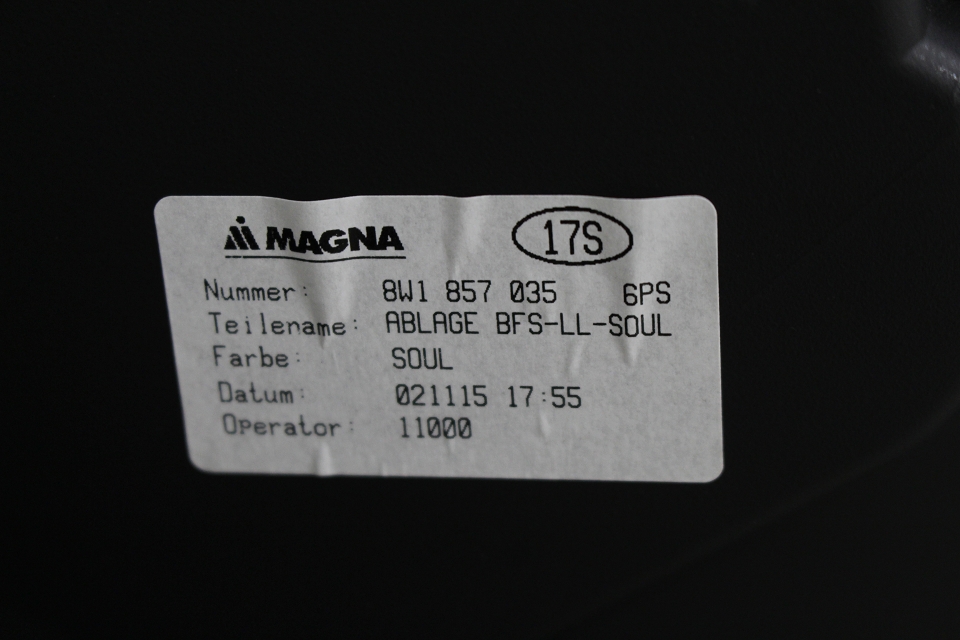 MAGNA 17S
Nummer: 8W1 857 035 6PS
Teilename: ABLAGE BFS-LL-SOUL
Farbe: SOUL
Datum: 021115 17:55
Operator: 11000